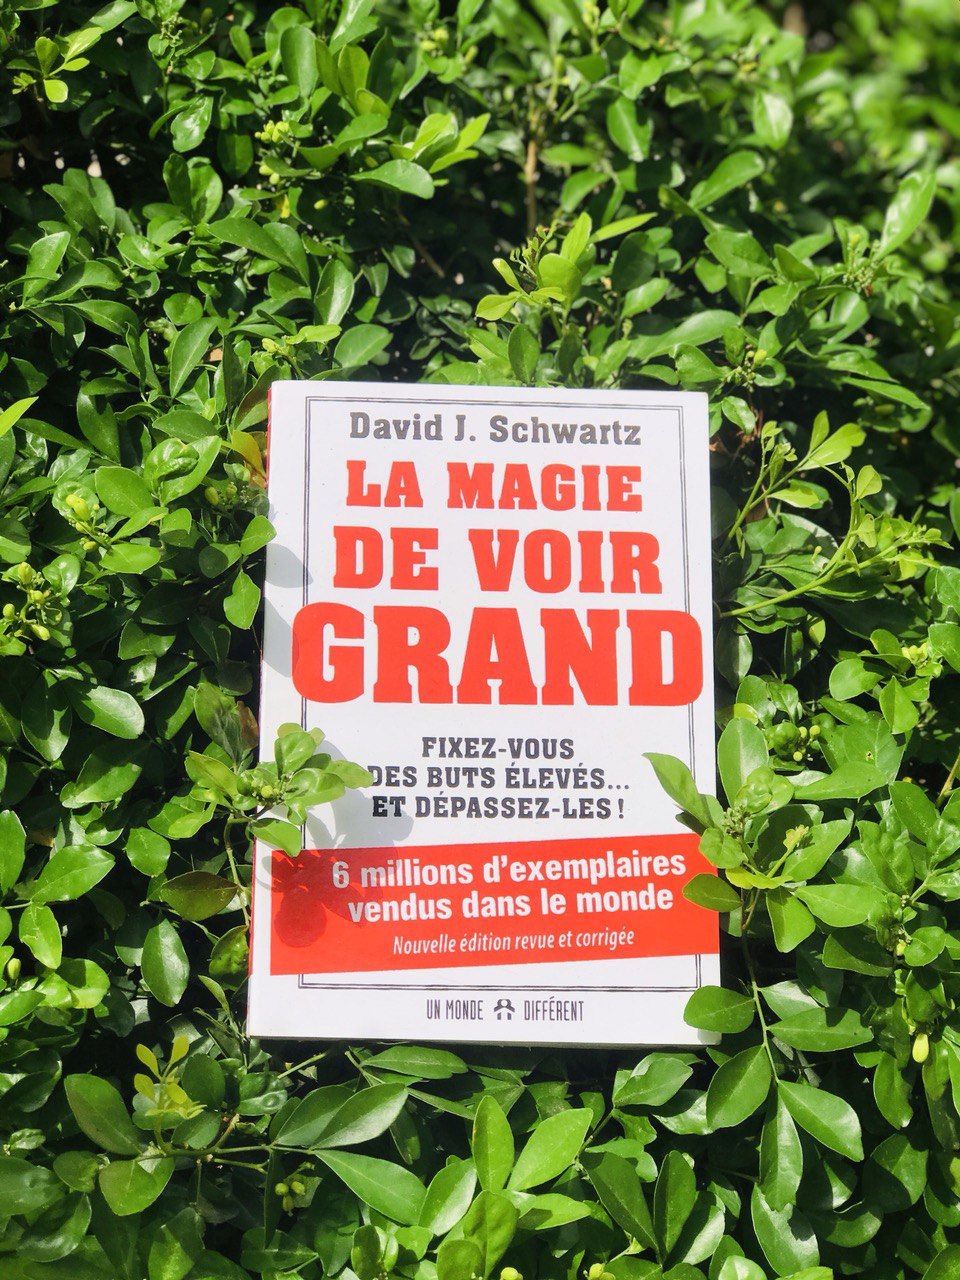 David J. Schwartz
LA MAGIE
DE VOIR
GRAND
FIXEZ-VOUS
DES BUTS ÉLEVÉS...
ET DÉPASSEZ-LES !
6 millions d'exemplaires
vendus dans le monde
Nouvelle édition revue et corrigée
UN MONDE DIFFÉRENT